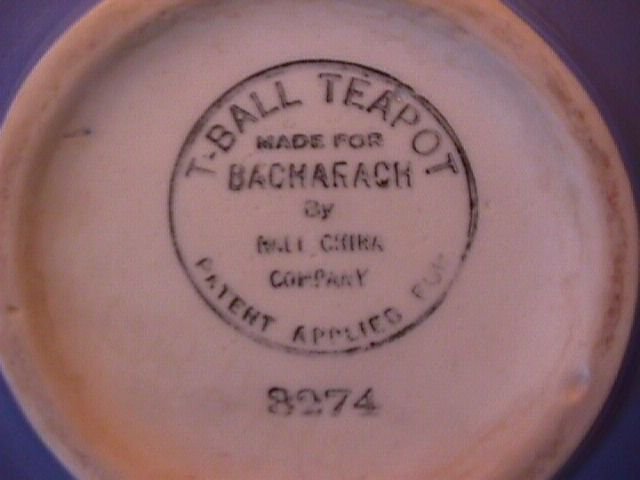 T-BALL TEAPOT
MADE FOR
BACHARACH
By
HALL CHINA
COMPANY
PATENT APPLIED FOR
8274